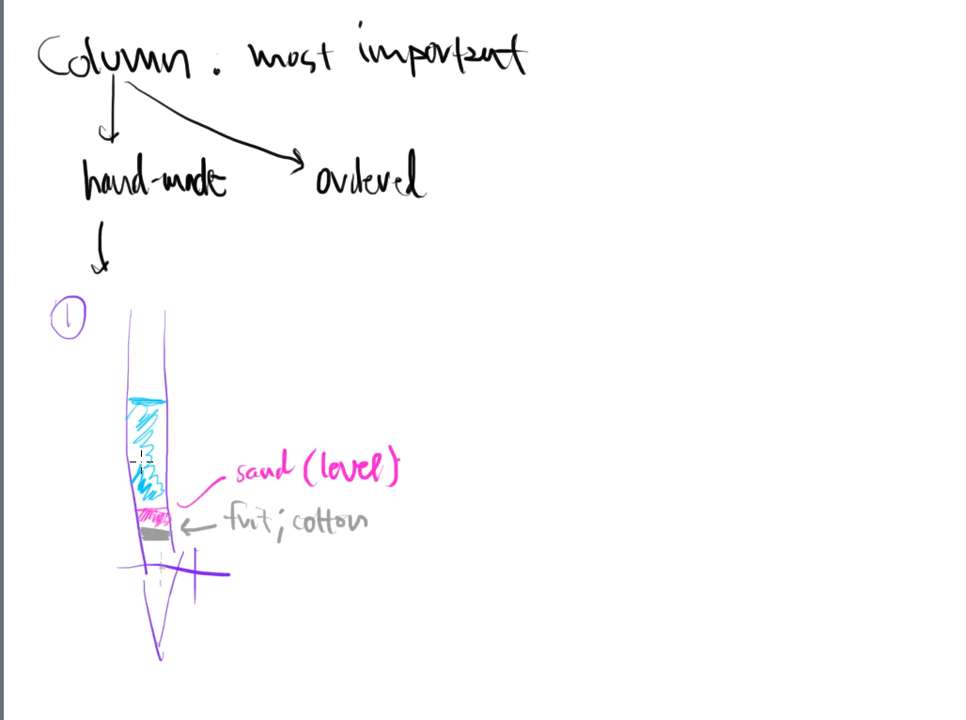 Column : most important
hand-made
ordered
①
sand (level)
frit; cotton